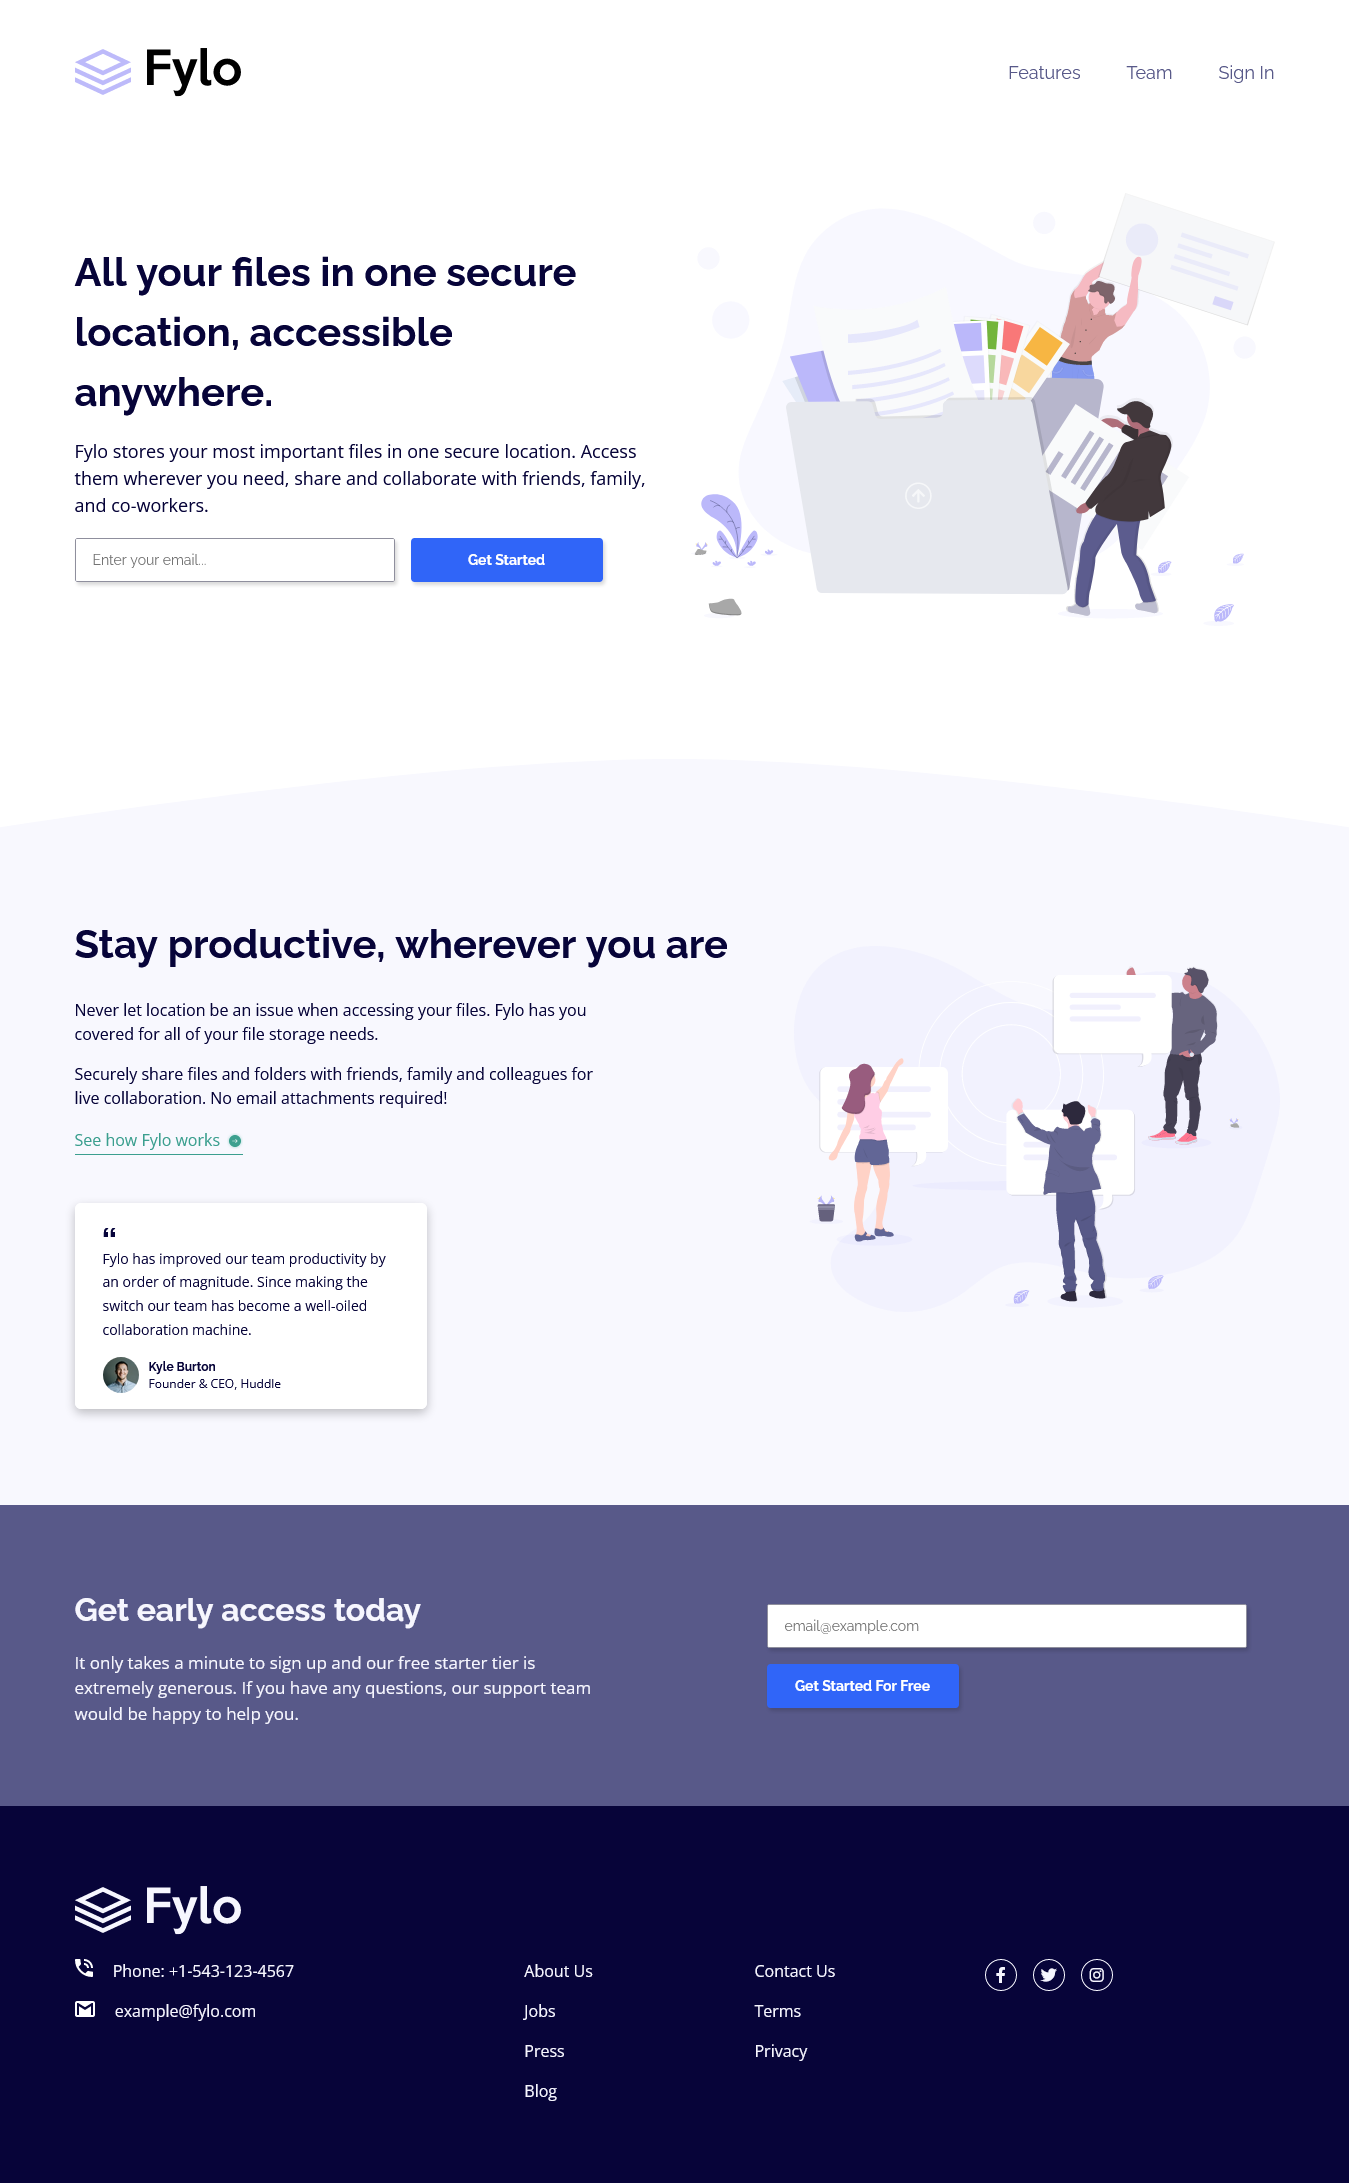 Fylo
Features
Team
Sign In
All your files in one secure
location, accessible
anywhere.
Fylo stores your most important files in one secure location. Access
them wherever you need, share and collaborate with friends, family,
and co-workers.
Enter your email...
Get Started
Stay productive, wherever you are
Never let location be an issue when accessing your files. Fylo has you
covered for all of your file storage needs.
Securely share files and folders with friends, family and colleagues for
live collaboration. No email attachments required!
See how Fylo works
“
Fylo has improved our team productivity by
an order of magnitude. Since making the
switch our team has become a well-oiled
collaboration machine.
Kyle Burton
Founder & CEO, Huddle
Get early access today
It only takes a minute to sign up and our free starter tier is
extremely generous. If you have any questions, our support team
would be happy to help you.
email@example.com
Get Started For Free
Fylo
Phone: +1-543-123-4567
example@fylo.com
About Us
Jobs
Press
Blog
Contact Us
Terms
Privacy